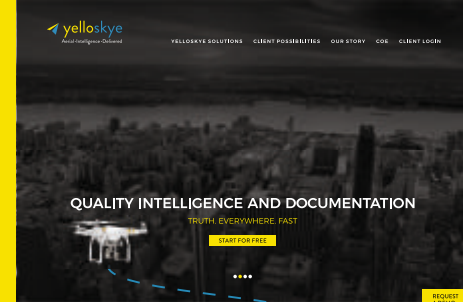 yelloskye
Aerial-Intelligence-Delivered
YELLOSKYE SOLUTIONS CLIENT POSSIBILITIES OUR STORY COE CLIENT LOGIN
QUALITY INTELLIGENCE AND DOCUMENTATION
TRUTH. EVERYWHERE. FAST
START FOR FREE
REQUEST
A DEMO